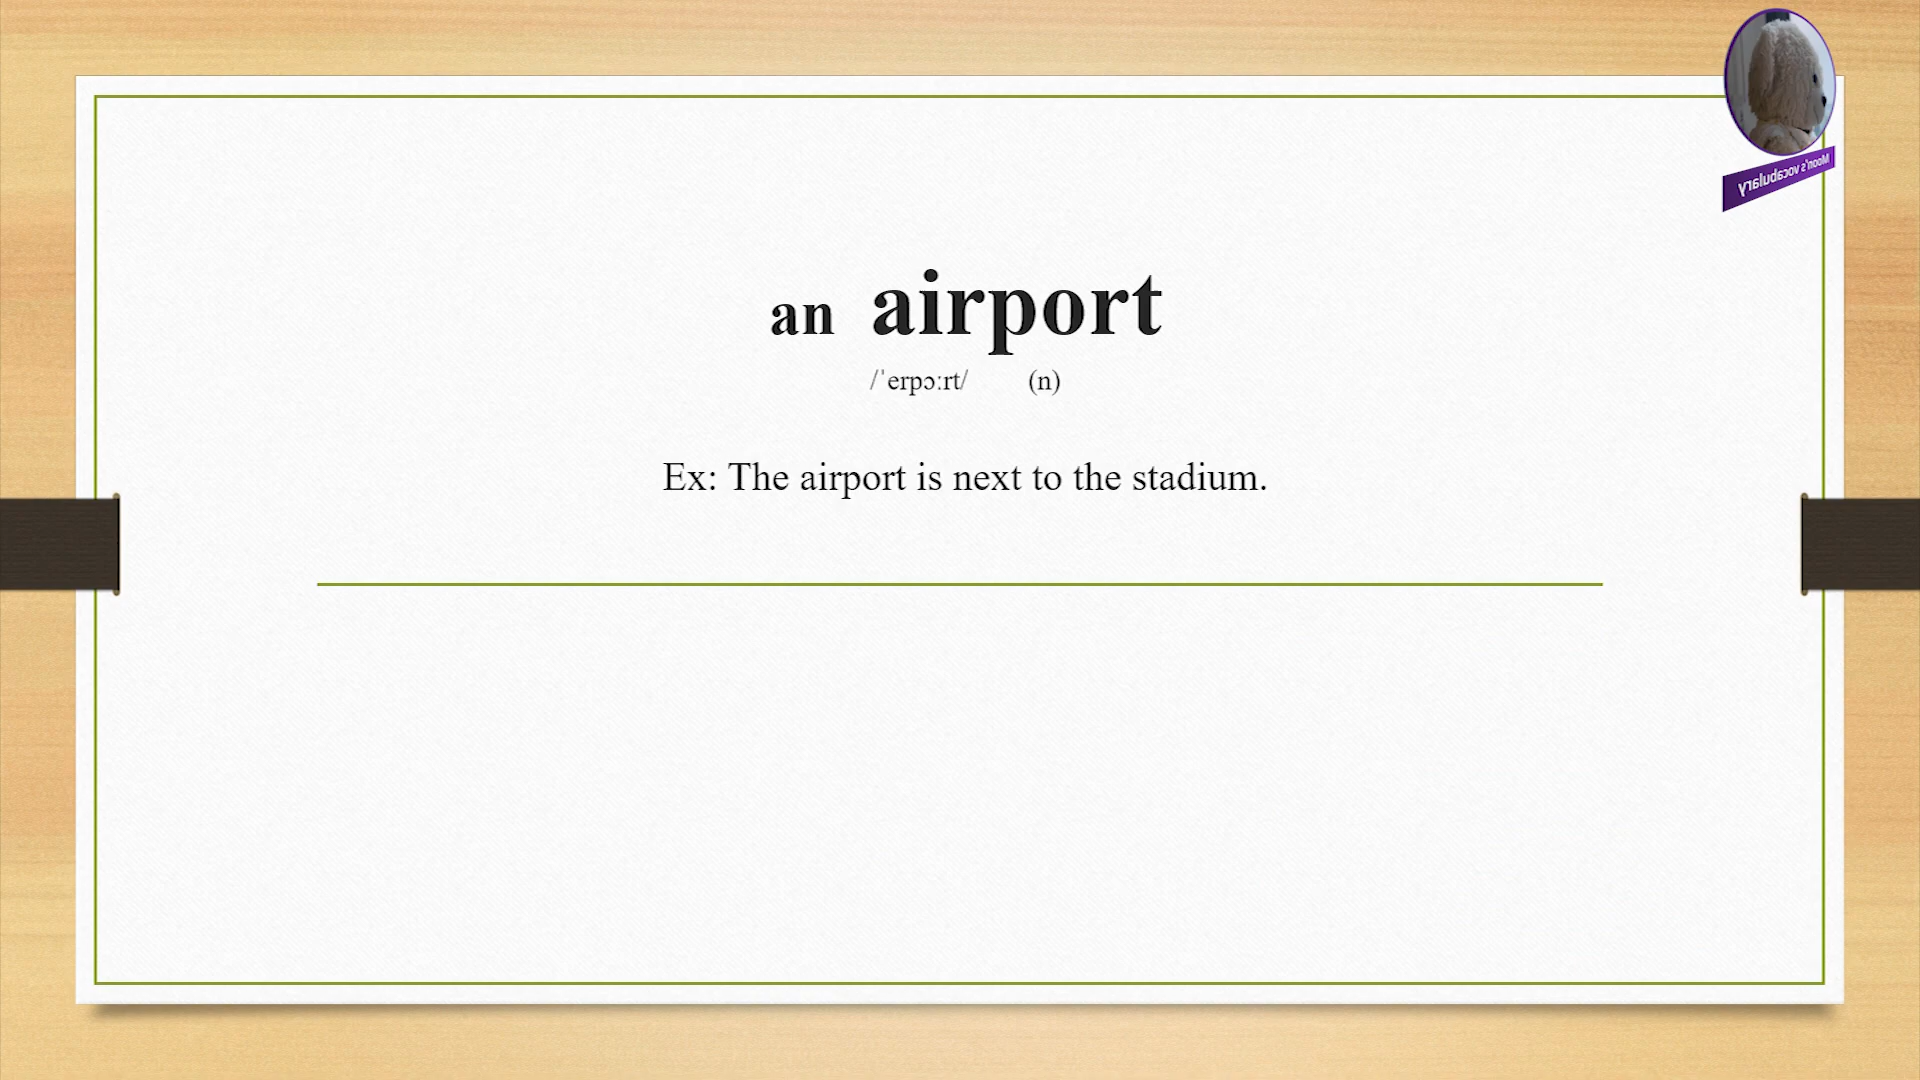 Moon's vocabulary
an airport
/ˈerpɔːrt/ (n)
Ex: The airport is next to the stadium.